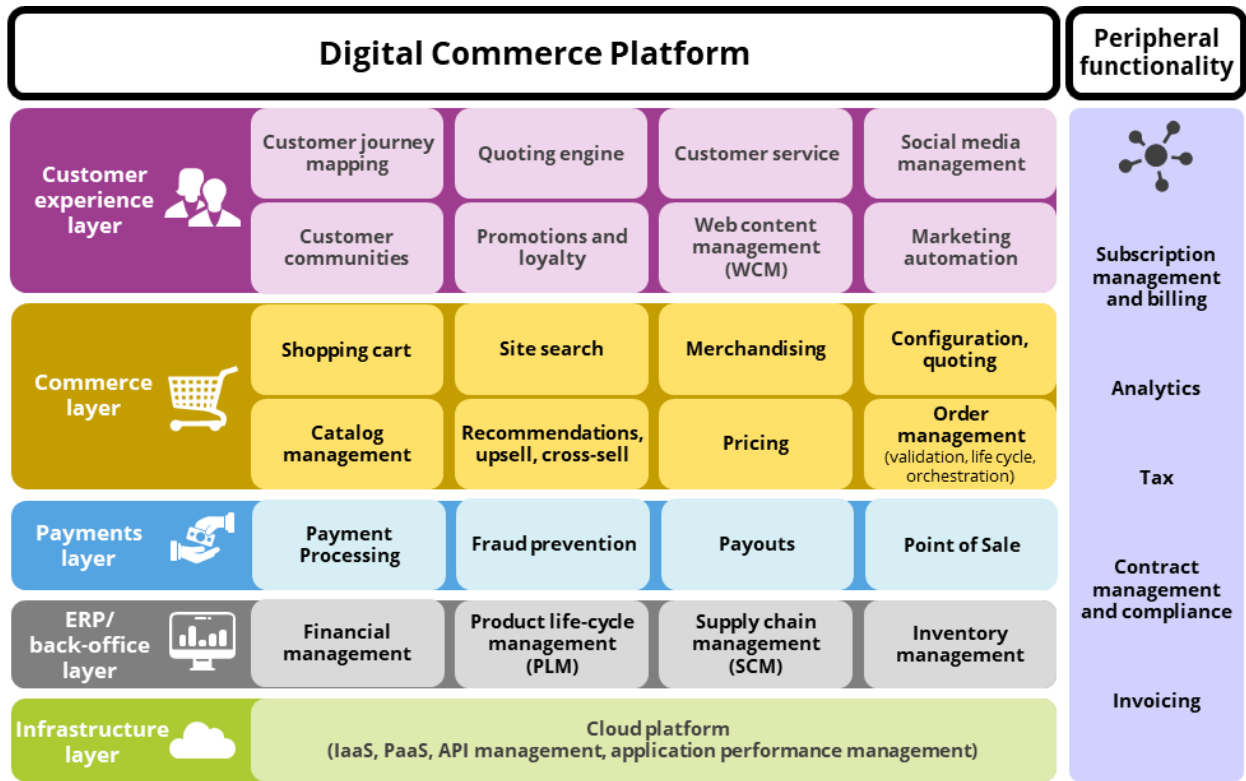 Digital Commerce Platform
Peripheral
functionality
Customer
experience
layer
Customer journey
mapping
Quoting engine
Customer service
Social media
management
Customer
communities
Promotions and
loyalty
Web content
management
(WCM)
Marketing
automation
Commerce
layer
Shopping cart
Site search
Merchandising
Configuration,
quoting
Catalog
management
Recommendations,
upsell, cross-sell
Pricing
Order
management
(validation, life cycle,
orchestration)
Payments
layer
Payment
Processing
Fraud prevention
Payouts
Point of Sale
ERP/
back-office
layer
Financial
management
Product life-cycle
management
(PLM)
Supply chain
management
(SCM)
Inventory
management
Infrastructure
layer
Cloud platform
(IaaS, PaaS, API management, application performance management)
Subscription
management
and billing
Analytics
Tax
Contract
management
and compliance
Invoicing